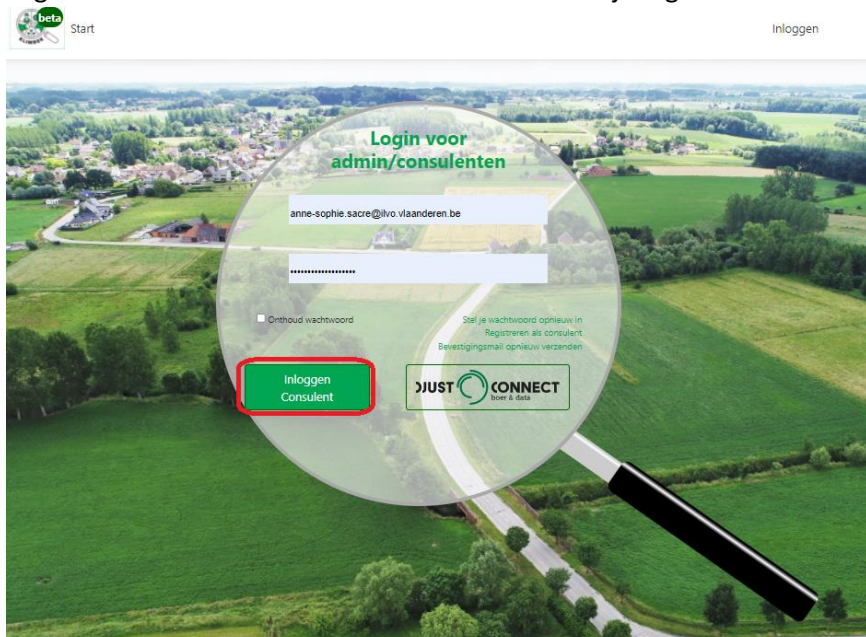 beta
Start
Inloggen
Login voor
admin/consulenten
anne-sophie.sacre@ilvo.vlaanderen.be
Onthoud wachtwoord
Stel je wachtwoord opnieuw in
Registreren als consulent
Bevestigingsmail opnieuw verzenden
Inloggen
Consulent
DJUST CONNECT
boer & data